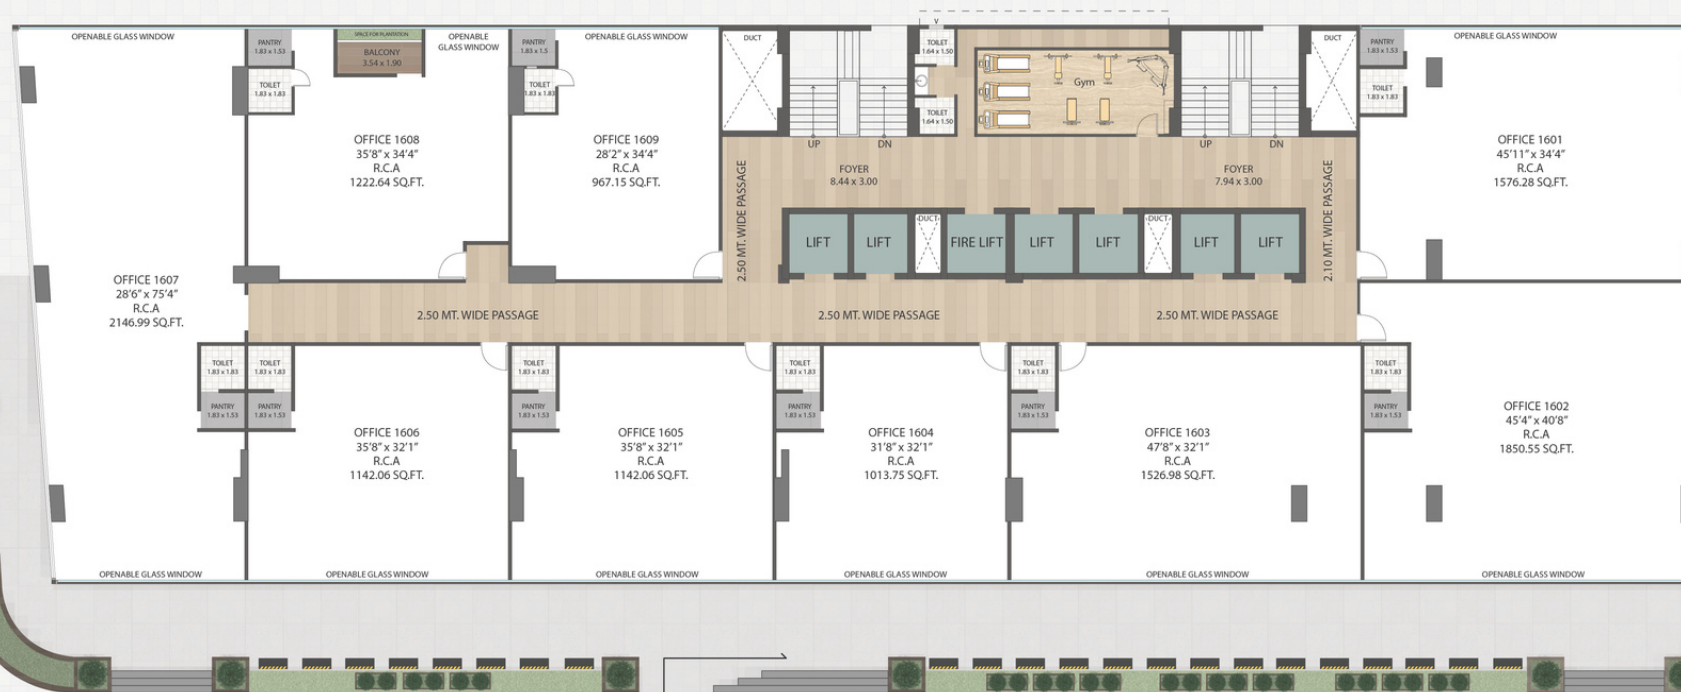 OPENABLE GLASS WINDOW
PANTRY
1.83 x 1.53
TOILET
1.83 x 1.83
SPACE FOR PLANTATION
BALCONY
3.54 x 1.90
OPENABLE
GLASS WINDOW
OFFICE 1608
35'8" x 34'4"
R.C.A
1222.64 SQ.FT.
PANTRY
1.83 x 1.5
TOILET
1.83 x 1.83
OPENABLE GLASS WINDOW
OFFICE 1609
28'2" x 34'4"
R.C.A
967.15 SQ.FT.
DUCT
UP
DN
V
TOILET
1.64 x 1.50
TOILET
1.64 x 1.50
Gym
UP
DN
DUCT
PANTRY
1.83 x 1.53
TOILET
1.83 x 1.83
OPENABLE GLASS WINDOW
OFFICE 1601
45'11" x 34'4"
R.C.A
1576.28 SQ.FT.
2.50 MT. WIDE PASSAGE
FOYER
8.44 x 3.00
FOYER
7.94 x 3.00
2.10 MT. WIDE PASSAGE
LIFT
LIFT
DUCT
FIRE LIFT
LIFT
LIFT
DUCT
LIFT
LIFT
OFFICE 1607
28'6" x 75'4"
R.C.A
2146.99 SQ.FT.
2.50 MT. WIDE PASSAGE
2.50 MT. WIDE PASSAGE
2.50 MT. WIDE PASSAGE
TOILET
1.83 x 1.83
PANTRY
1.83 x 1.53
TOILET
1.83 x 1.83
PANTRY
1.83 x 1.53
OFFICE 1606
35'8" x 32'1"
R.C.A
1142.06 SQ.FT.
TOILET
1.83 x 1.83
PANTRY
1.83 x 1.53
OFFICE 1605
35'8" x 32'1"
R.C.A
1142.06 SQ.FT.
TOILET
1.83 x 1.83
PANTRY
1.83 x 1.53
OFFICE 1604
31'8" x 32'1"
R.C.A
1013.75 SQ.FT.
TOILET
1.83 x 1.83
PANTRY
1.83 x 1.53
OFFICE 1603
47'8" x 32'1"
R.C.A
1526.98 SQ.FT.
TOILET
1.83 x 1.83
PANTRY
1.83 x 1.53
OFFICE 1602
45'4" x 40'8"
R.C.A
1850.55 SQ.FT.
OPENABLE GLASS WINDOW
OPENABLE GLASS WINDOW
OPENABLE GLASS WINDOW
OPENABLE GLASS WINDOW
OPENABLE GLASS WINDOW
OPENABLE GLASS WINDOW